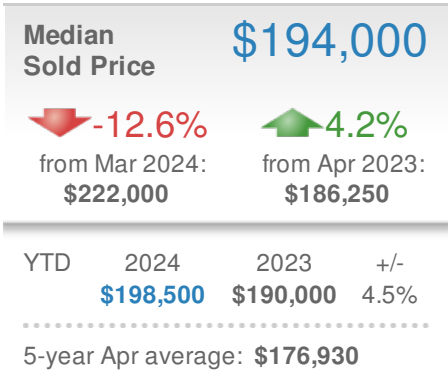 Median
Sold Price
$194,000
-12.6% 4.2%
from Mar 2024: from Apr 2023:
$222,000 $186,250
YTD 2024 2023 +/-
$198,500 $190,000 4.5%
5-year Apr average: $176,930